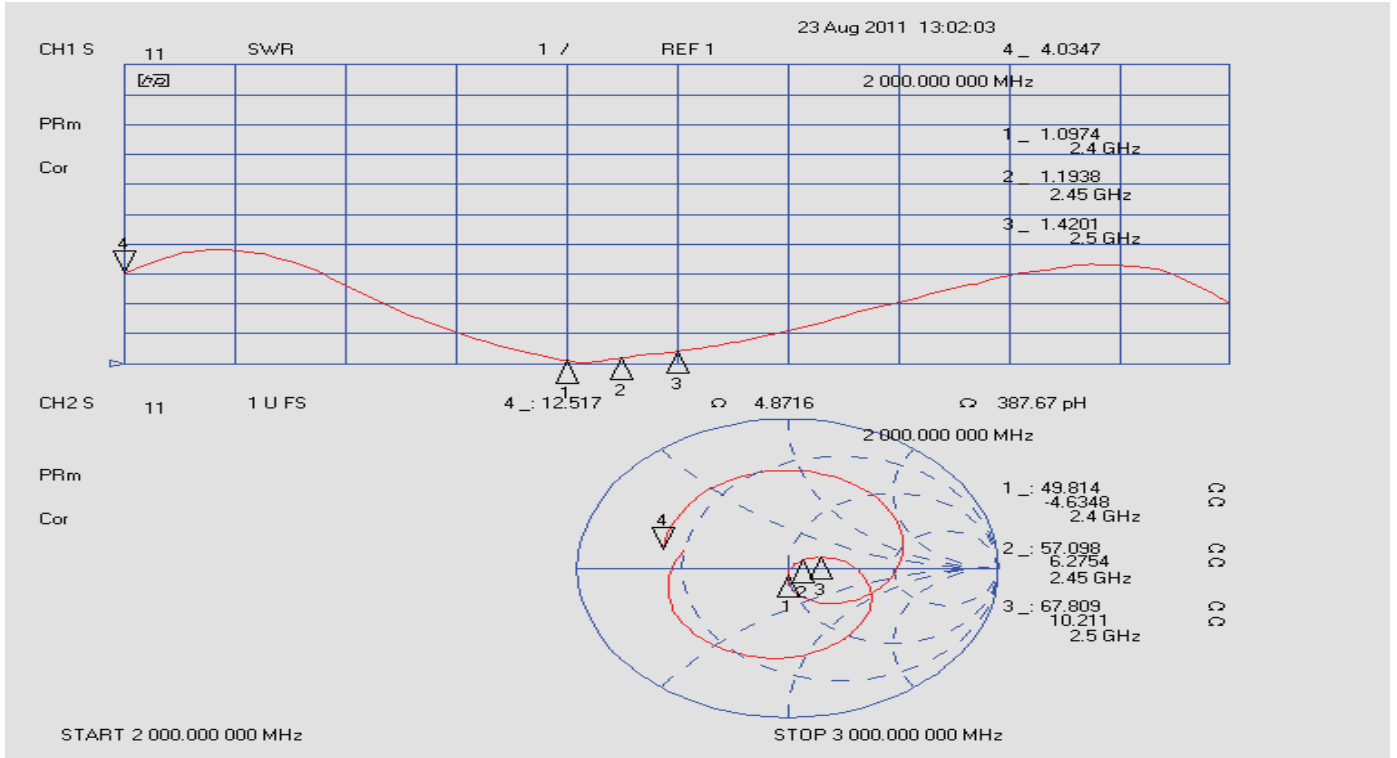 23 Aug 2011 13:02:03
CH1 S 11 SWR 1 / REF 1 4 _ 4.0347
2 000.000 000 MHz
PRm
1 _ 1.0974
2.4 GHz
Cor
2 _ 1.1938
2.45 GHz
3 _ 1.4201
2.5 GHz
4
1 2 3
CH2 S 11 1 U FS 4 _: 12.517 Ω 4.8716 Ω 387.67 pH
2 000.000 000 MHz
PRm
1 _: 49.814 Ω
-4.6348 Ω
2.4 GHz
Cor
4
2 _: 57.098 Ω
6.2754 Ω
2.45 GHz
1 2 3
3 _: 67.809 Ω
10.211 Ω
2.5 GHz
START 2 000.000 000 MHz STOP 3 000.000 000 MHz